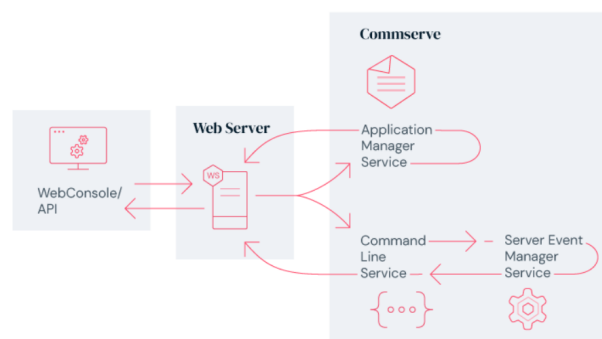 Commserve
Web Server
WS
WebConsole/
API
Application
Manager
Service
Command
Line
Service
Server Event
Manager
Service